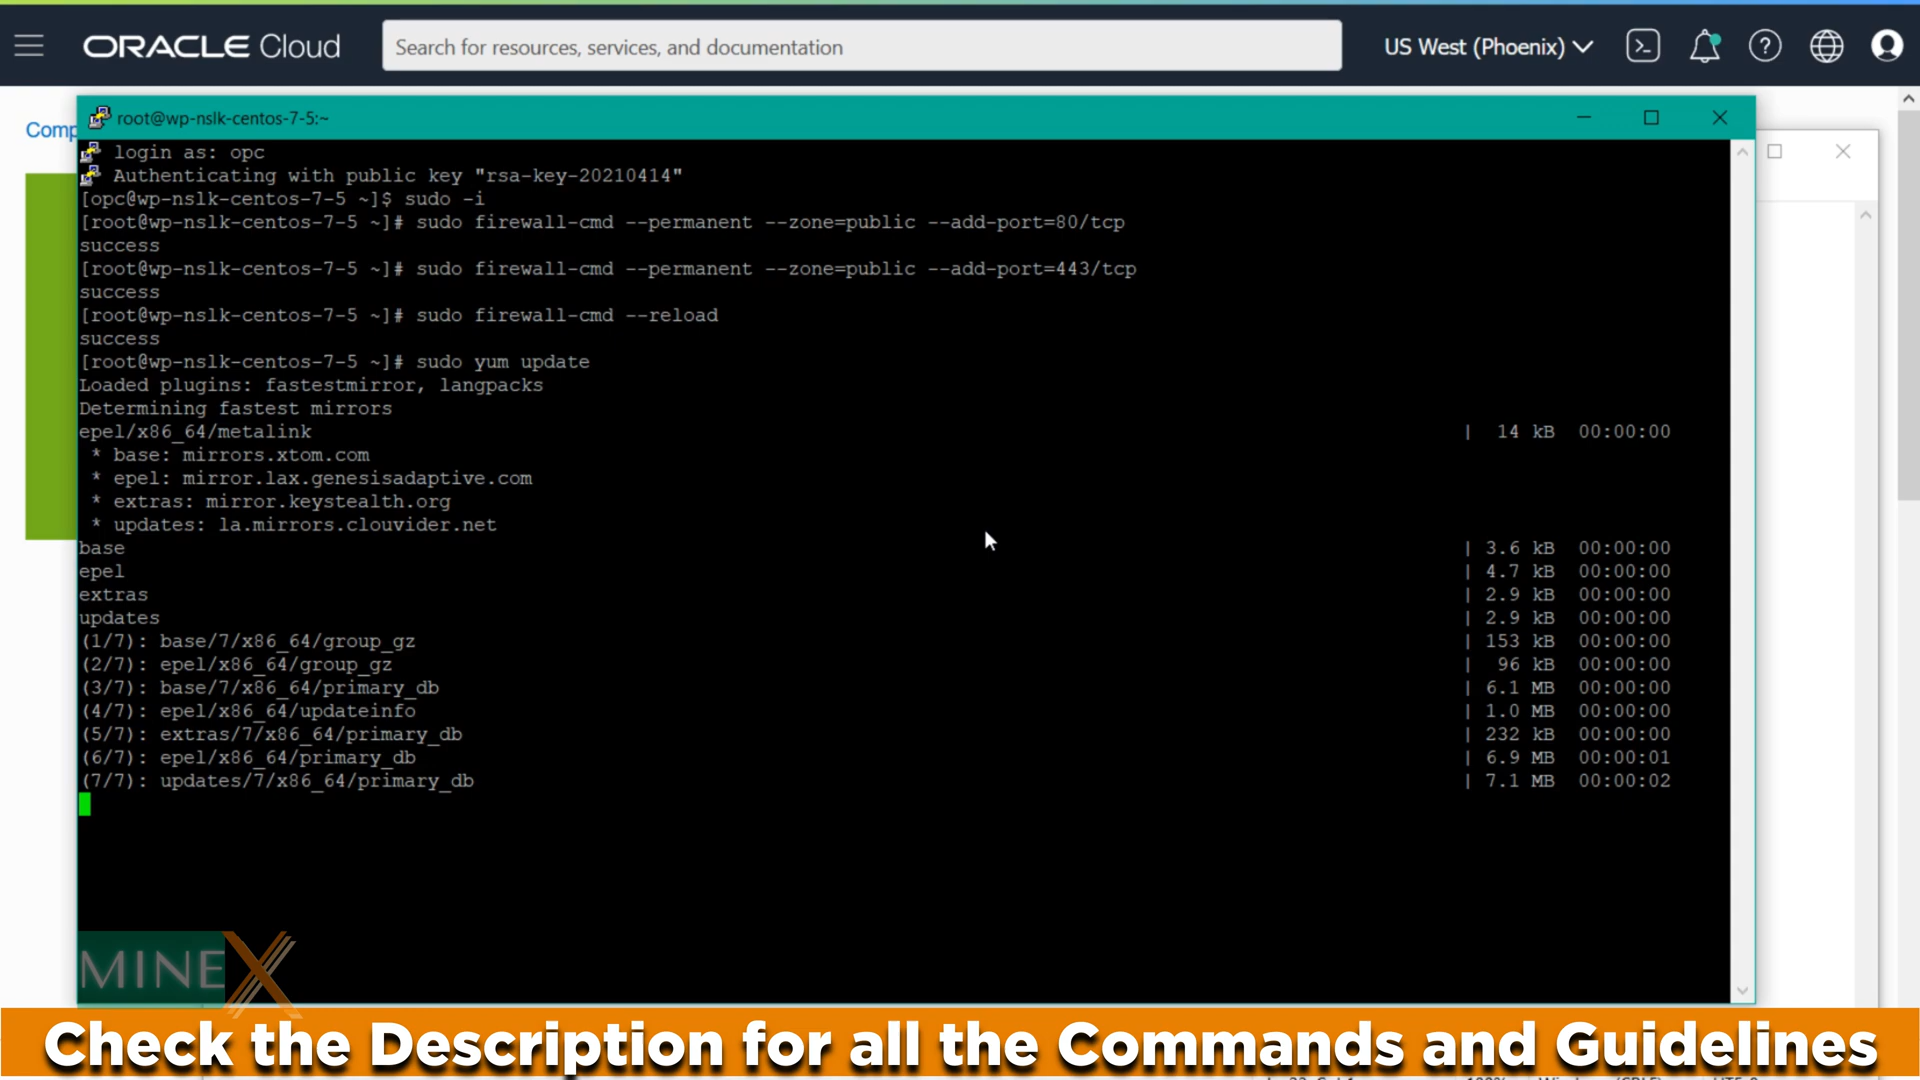 ORACLE Cloud
Search for resources, services, and documentation
US West (Phoenix)
Comp
root@wp-nslk-centos-7-5:~
login as: opc
Authenticating with public key "rsa-key-20210414"
[opc@wp-nslk-centos-7-5 ~]$ sudo -i
[root@wp-nslk-centos-7-5 ~]# sudo firewall-cmd --permanent --zone=public --add-port=80/tcp
success
[root@wp-nslk-centos-7-5 ~]# sudo firewall-cmd --permanent --zone=public --add-port=443/tcp
success
[root@wp-nslk-centos-7-5 ~]# sudo firewall-cmd --reload
success
[root@wp-nslk-centos-7-5 ~]# sudo yum update
Loaded plugins: fastestmirror, langpacks
Determining fastest mirrors
epel/x86_64/metalink | 14 kB 00:00:00
* base: mirrors.xtom.com
* epel: mirror.lax.genesisadaptive.com
* extras: mirror.keystealth.org
* updates: la.mirrors.clouvider.net
base | 3.6 kB 00:00:00
epel | 4.7 kB 00:00:00
extras | 2.9 kB 00:00:00
updates | 2.9 kB 00:00:00
(1/7): base/7/x86_64/group_gz | 153 kB 00:00:00
(2/7): epel/x86_64/group_gz | 96 kB 00:00:00
(3/7): base/7/x86_64/primary_db | 6.1 MB 00:00:00
(4/7): epel/x86_64/updateinfo | 1.0 MB 00:00:00
(5/7): extras/7/x86_64/primary_db | 232 kB 00:00:00
(6/7): epel/x86_64/primary_db | 6.9 MB 00:00:01
(7/7): updates/7/x86_64/primary_db | 7.1 MB 00:00:02
MINEX
Check the Description for all the Commands and Guidelines